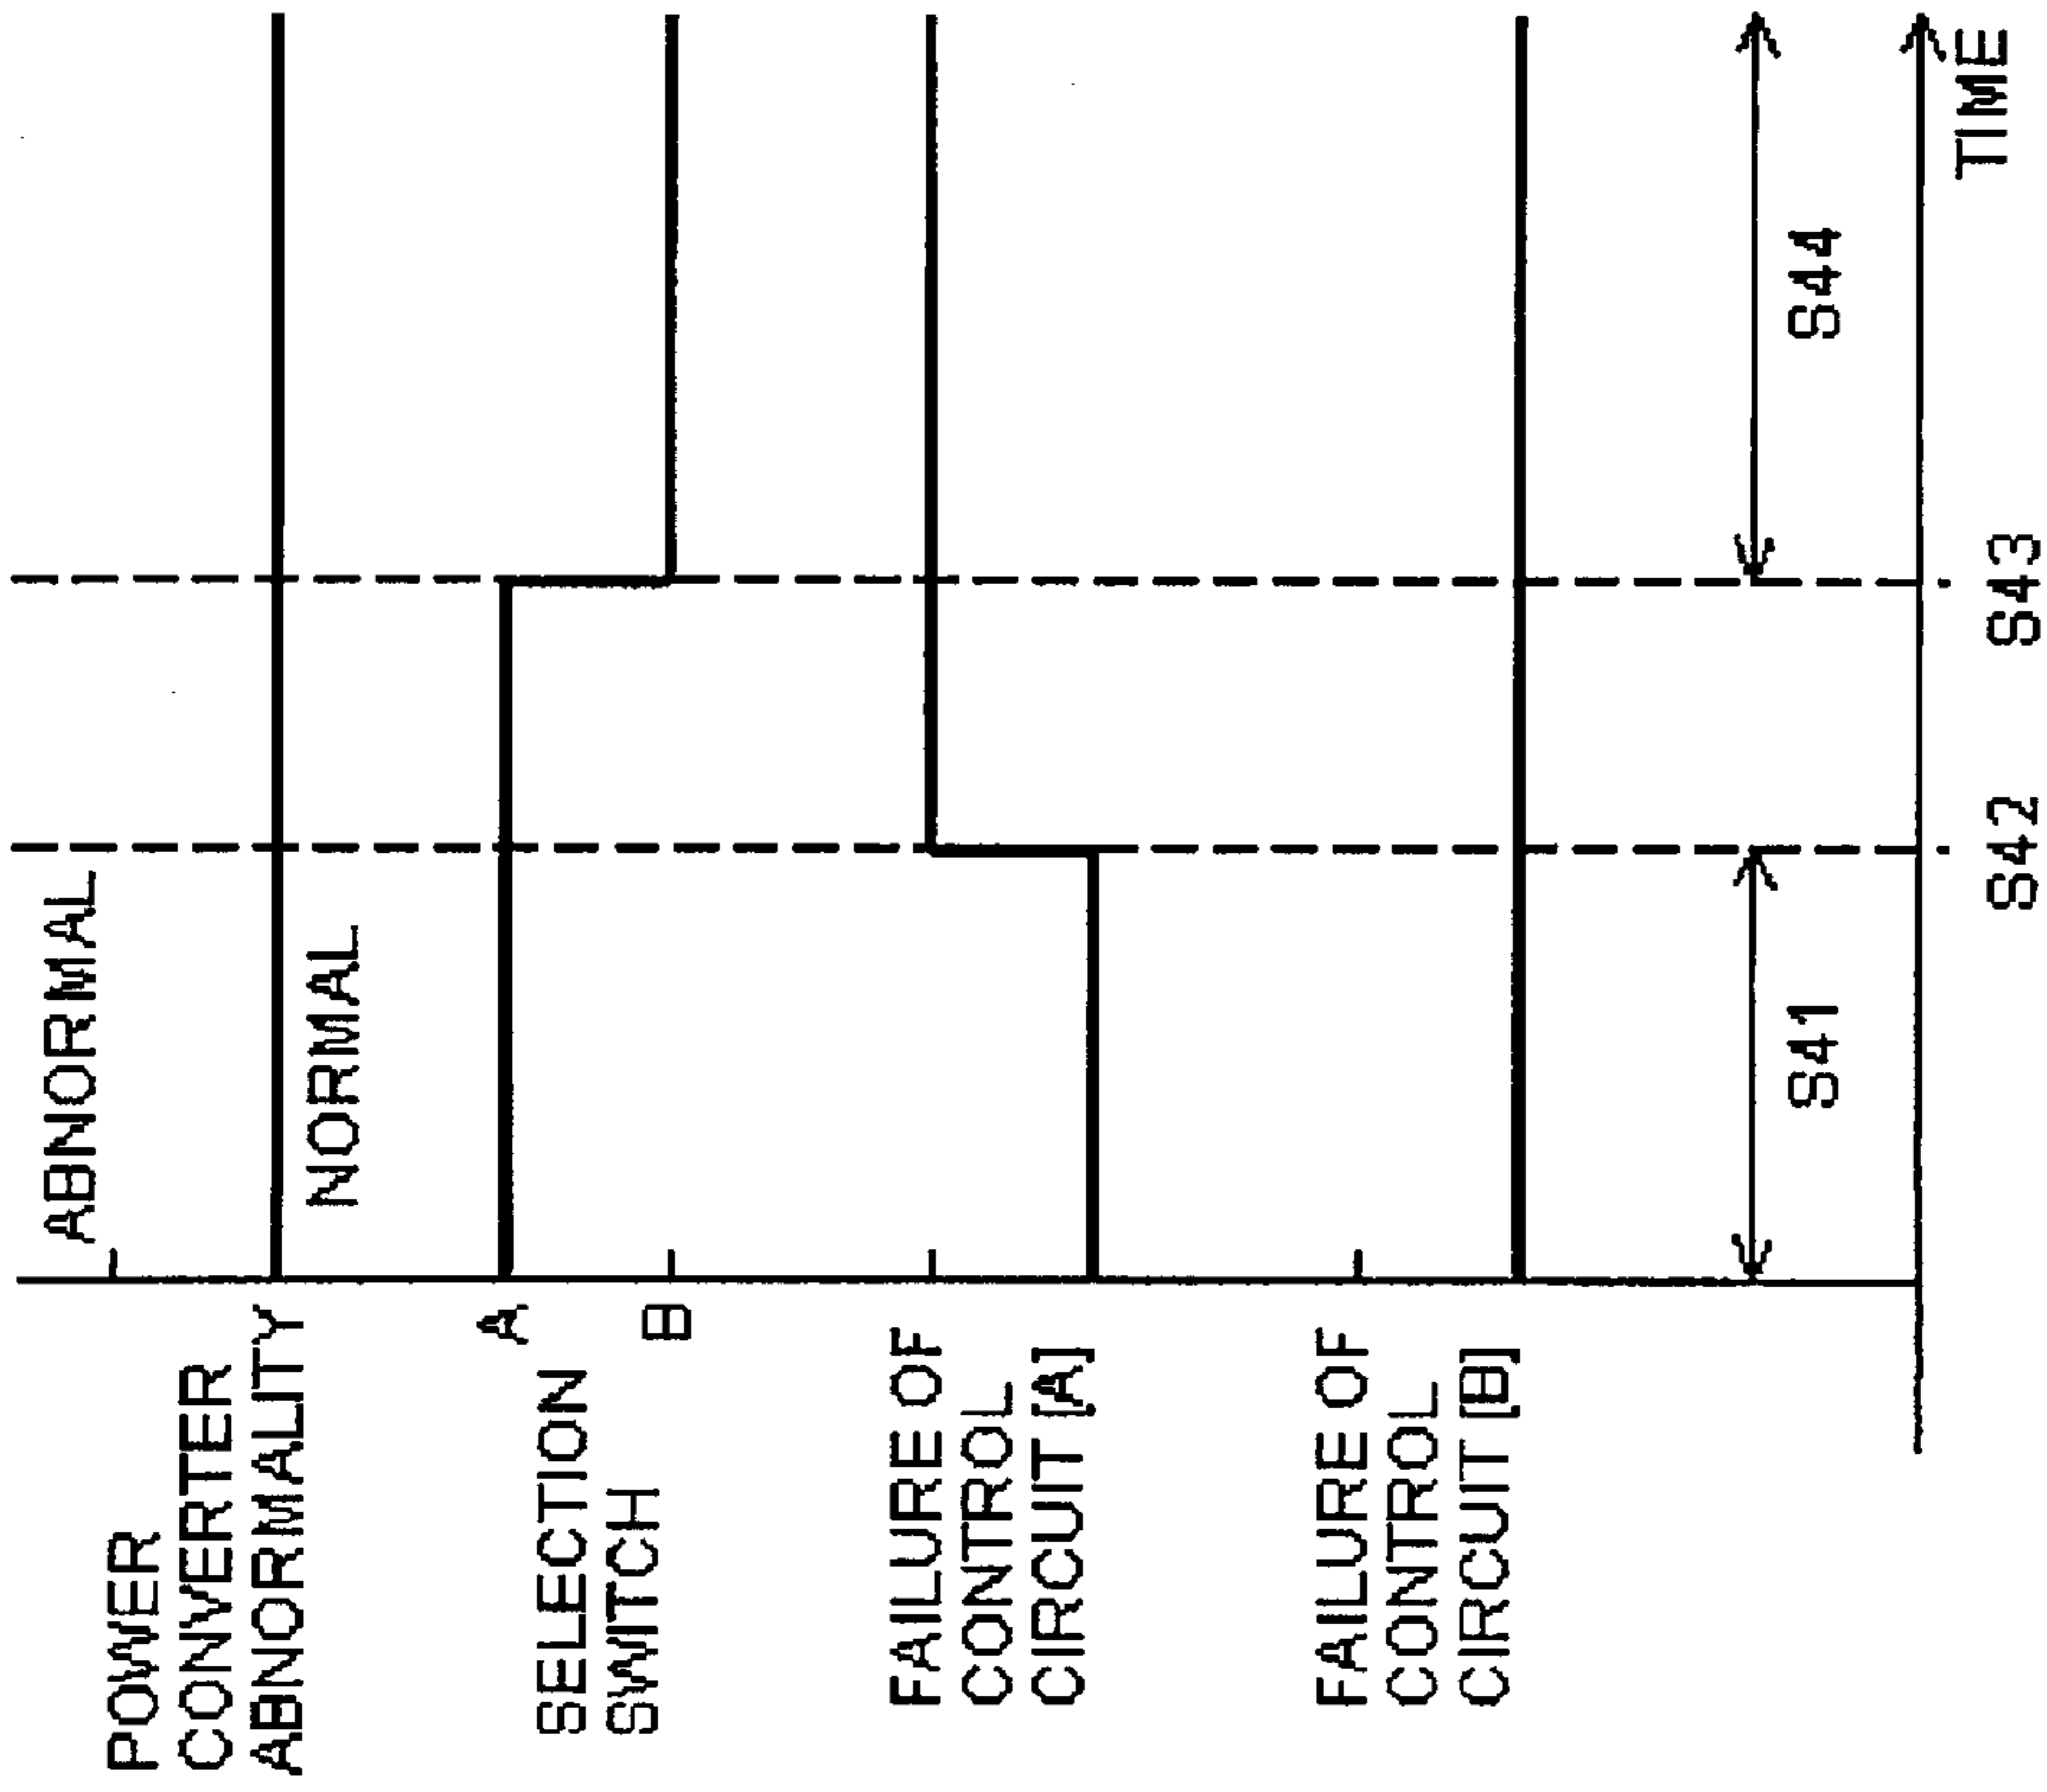 ABNORMAL
POWER
CONVERTER
ABNORMALITY
NORMAL
A
SELECTION
SWITCH
B
FAILURE OF
CONTROL
CIRCUIT [A]
FAILURE OF
CONTROL
CIRCUIT [B]
S41
S44
TIME
S42
S43